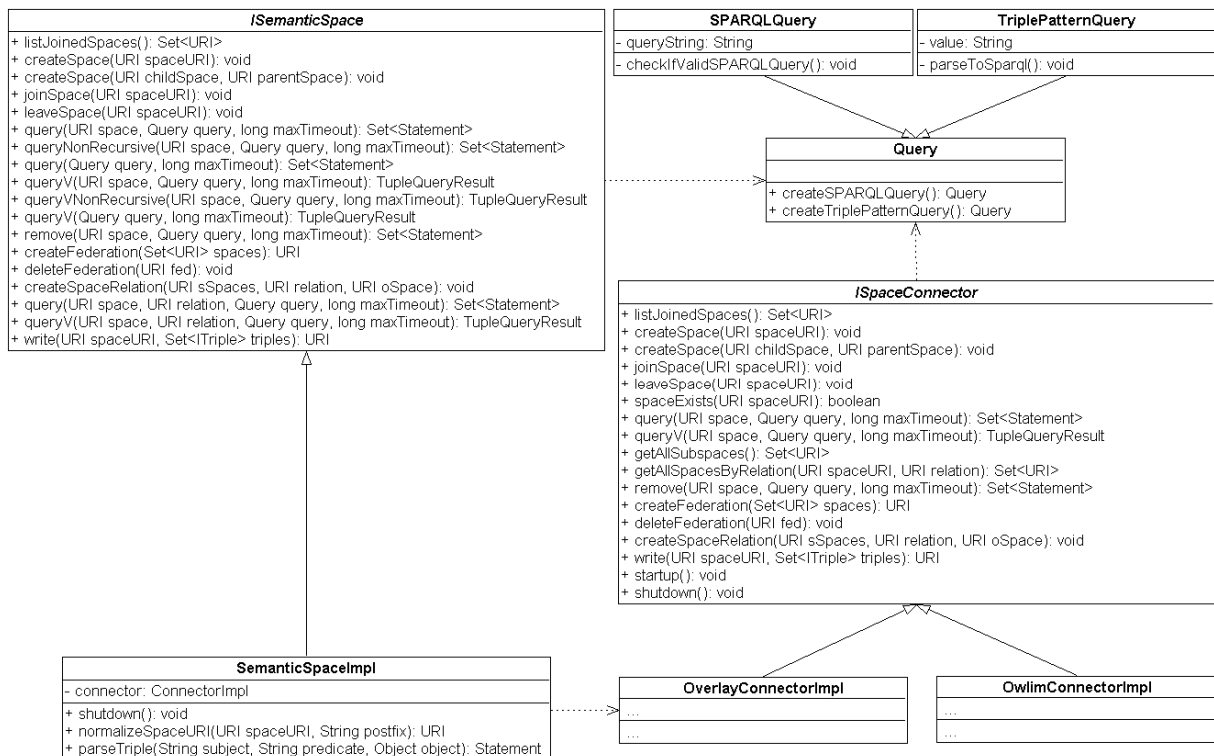 ISemanticSpace
+ listJoinedSpaces(): Set<URI>
+ createSpace(URI spaceURI): void
+ createSpace(URI childSpace, URI parentSpace): void
+ joinSpace(URI spaceURI): void
+ leaveSpace(URI spaceURI): void
+ query(URI space, Query query, long maxTimeout): Set<Statement>
+ queryNonRecursive(URI space, Query query, long maxTimeout): Set<Statement>
+ query(Query query, long maxTimeout): Set<Statement>
+ queryV(URI space, Query query, long maxTimeout): TupleQueryResult
+ queryVNonRecursive(URI space, Query query, long maxTimeout): TupleQueryResult
+ queryV(Query query, long maxTimeout): TupleQueryResult
+ remove(URI space, Query query, long maxTimeout): Set<Statement>
+ createFederation(Set<URI> spaces): URI
+ deleteFederation(URI fed): void
+ createSpaceRelation(URI sSpaces, URI relation, URI oSpace): void
+ query(URI space, URI relation, Query query, long maxTimeout): Set<Statement>
+ queryV(URI space, URI relation, Query query, long maxTimeout): TupleQueryResult
+ write(URI spaceURI, Set<ITriple> triples): URI
SPARQLQuery
- queryString: String
- checkIfValidSPARQLQuery(): void
TriplePatternQuery
- value: String
- parseToSparql(): void
Query
+ createSPARQLQuery(): Query
+ createTriplePatternQuery(): Query
ISpaceConnector
+ listJoinedSpaces(): Set<URI>
+ createSpace(URI spaceURI): void
+ createSpace(URI childSpace, URI parentSpace): void
+ joinSpace(URI spaceURI): void
+ leaveSpace(URI spaceURI): void
+ spaceExists(URI spaceURI): boolean
+ query(URI space, Query query, long maxTimeout): Set<Statement>
+ queryV(URI space, Query query, long maxTimeout): TupleQueryResult
+ getAllSubspaces(): Set<URI>
+ getAllSpacesByRelation(URI spaceURI, URI relation): Set<URI>
+ remove(URI space, Query query, long maxTimeout): Set<Statement>
+ createFederation(Set<URI> spaces): URI
+ deleteFederation(URI fed): void
+ createSpaceRelation(URI sSpaces, URI relation, URI oSpace): void
+ write(URI spaceURI, Set<ITriple> triples): URI
+ startup(): void
+ shutdown(): void
SemanticSpaceImpl
- connector: ConnectorImpl
+ shutdown(): void
+ normalizeSpaceURI(URI spaceURI, String postfix): URI
+ parseTriple(String subject, String predicate, Object object): Statement
OverlayConnectorImpl
...
...
OwlimConnectorImpl
...
...